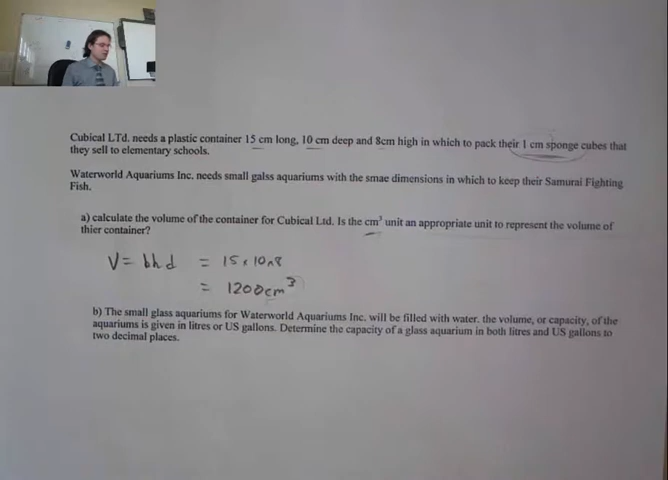 Cubical LTd. needs a plastic container 15 cm long, 10 cm deep and 8cm high in which to pack their 1 cm sponge cubes that
they sell to elementary schools.
Waterworld Aquariums Inc. needs small galss aquariums with the smae dimensions in which to keep their Samurai Fighting
Fish.
a) calculate the volume of the container for Cubical Ltd. Is the cm³ unit an appropriate unit to represent the volume of
thier container?
V = bhd = 15 x 10 x 8
= 1200cm³
b) The small glass aquariums for Waterworld Aquariums Inc. will be filled with water. the volume, or capacity, of the
aquariums is given in litres or US gallons. Determine the capacity of a glass aquarium in both litres and US gallons to
two decimal places.